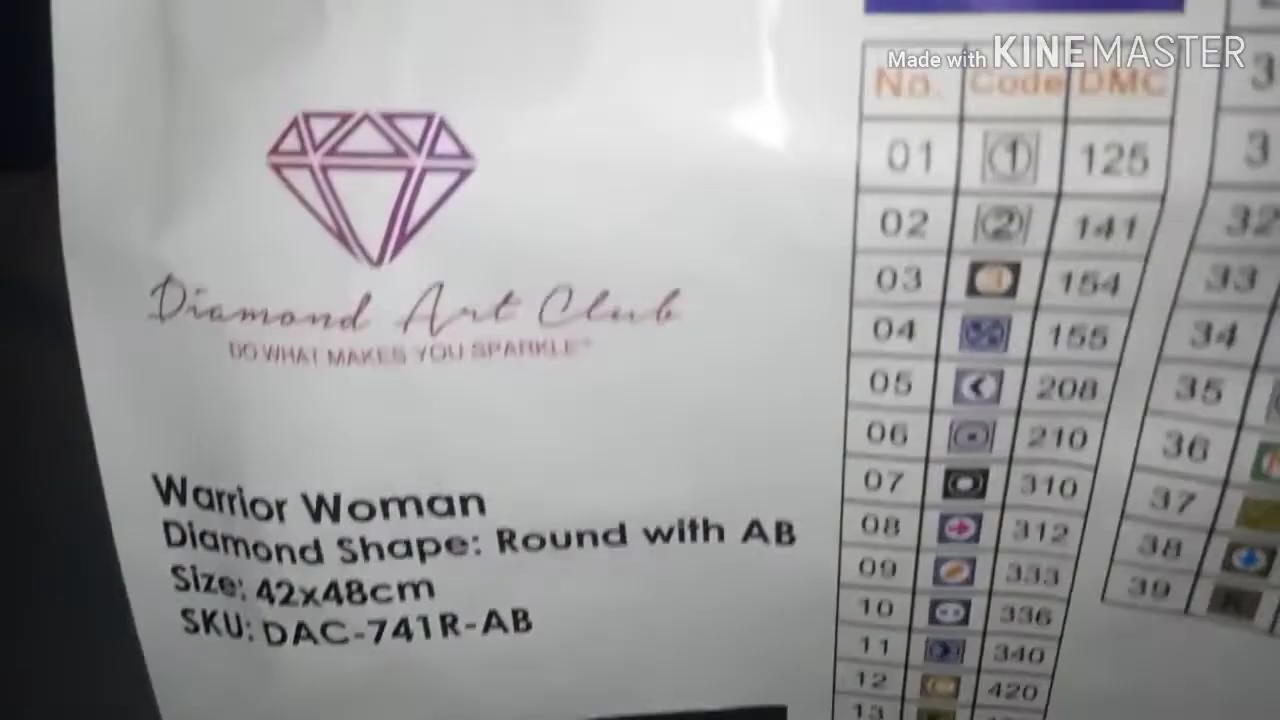 Made with KINEMASTER
Diamond Art Club
DO WHAT MAKES YOU SPARKLE
Warrior Woman
Diamond Shape: Round with AB
Size: 42x48cm
SKU: DAC-741R-AB
No. Code DMC
01 1 125
02 2 141
03 154
04 155
05 208
06 210
07 310
08 312
09 333
10 336
11 340
12 420
13
32
33
34
35
36
37
38
39